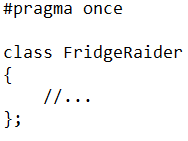 #pragma once

class FridgeRaider
{
    //...
};